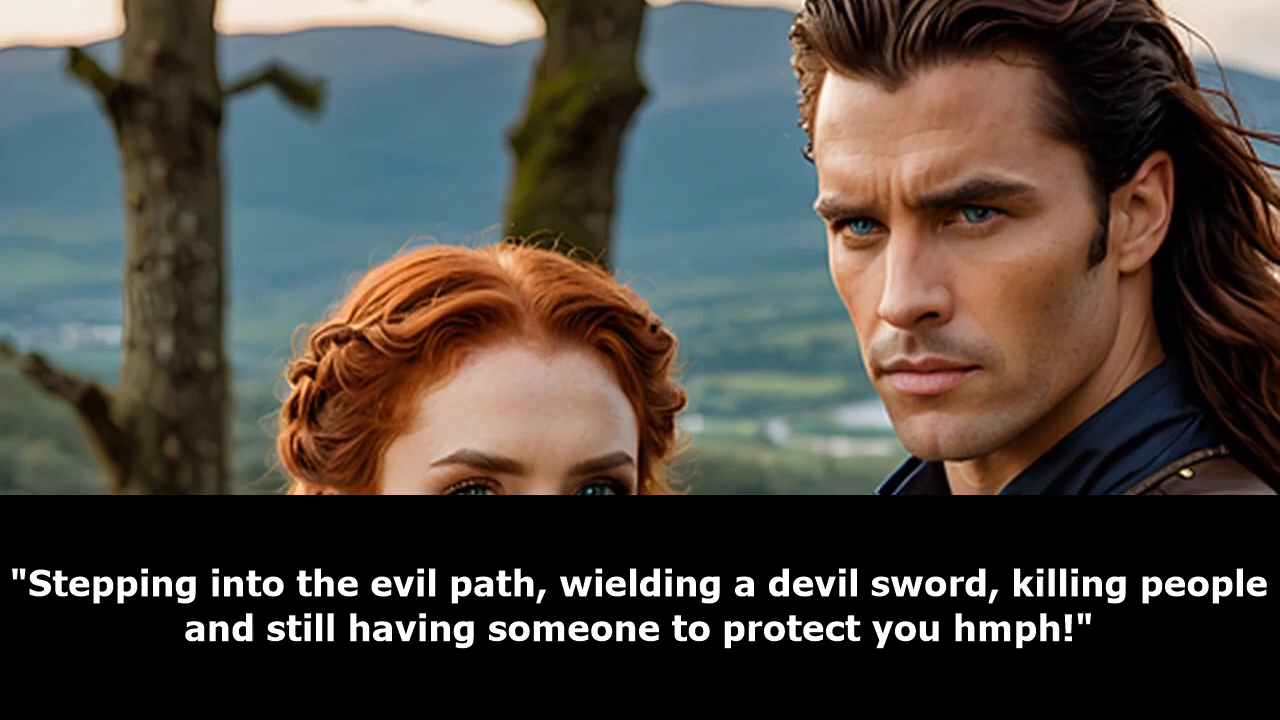 "Stepping into the evil path, wielding a devil sword, killing people
and still having someone to protect you hmph!"